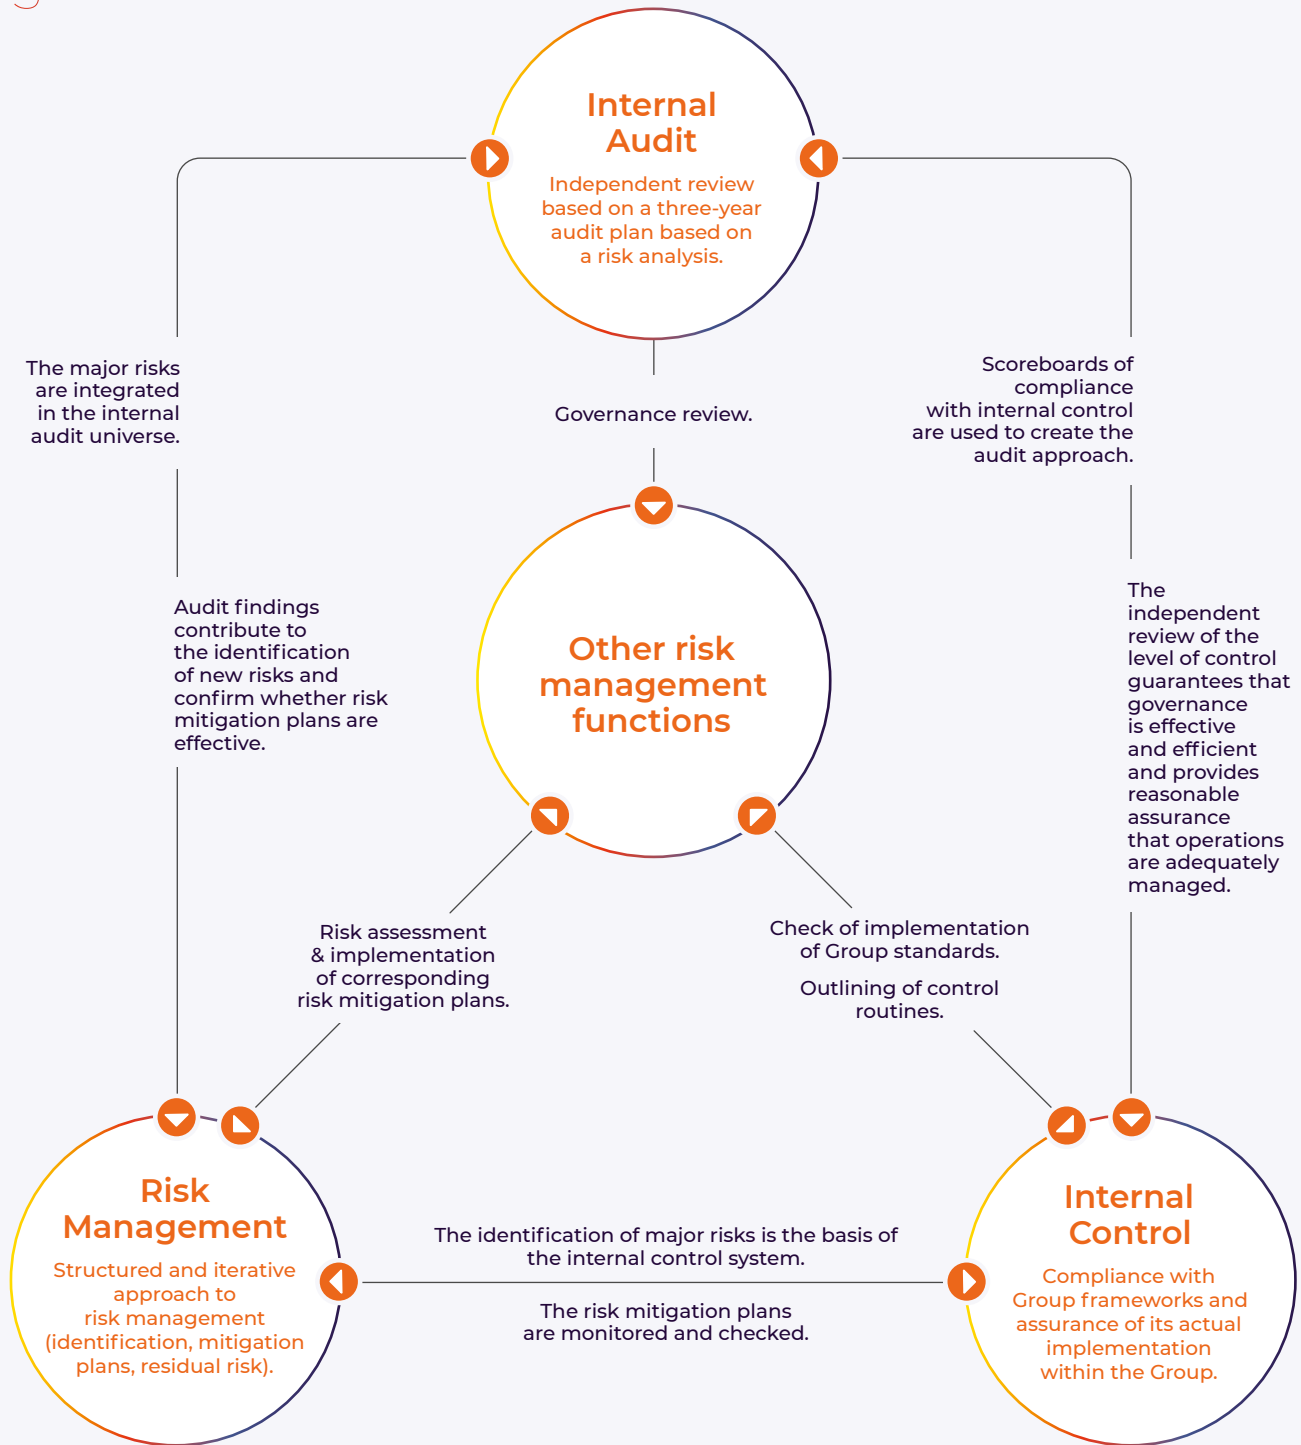 Internal
Audit
Independent review
based on a three-year
audit plan based on
a risk analysis.
The major risks
are integrated
in the internal
audit universe.
Governance review.
Scoreboards of
compliance
with internal control
are used to create the
audit approach.
Audit findings
contribute to
the identification
of new risks and
confirm whether risk
mitigation plans are
effective.
Other risk
management
functions
The
independent
review of the
level of control
guarantees that
governance
is effective
and efficient
and provides
reasonable
assurance
that operations
are adequately
managed.
Risk assessment
& implementation
of corresponding
risk mitigation plans.
Check of implementation
of Group standards.
Outlining of control
routines.
Risk
Management
Structured and iterative
approach to
risk management
(identification, mitigation
plans, residual risk).
The identification of major risks is the basis of
the internal control system.
The risk mitigation plans
are monitored and checked.
Internal
Control
Compliance with
Group frameworks and
assurance of its actual
implementation
within the Group.